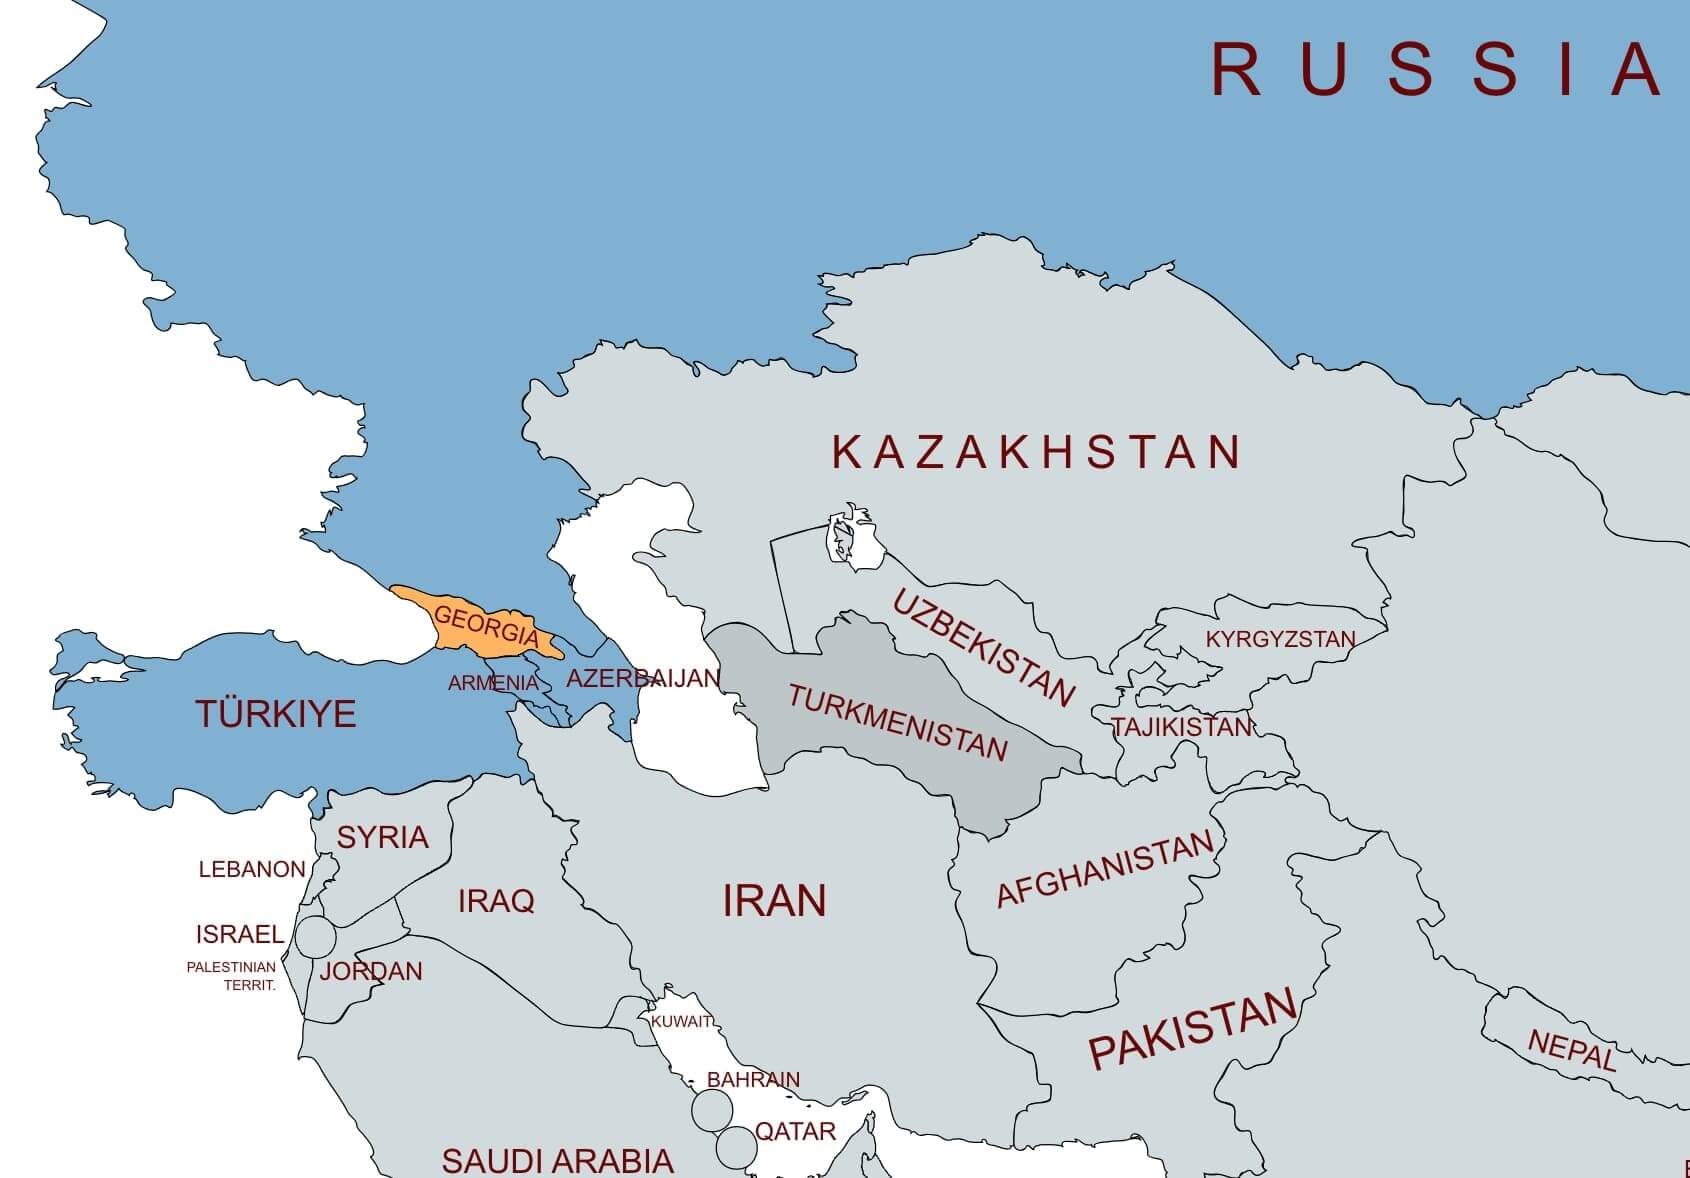 RUSSIA
KAZAKHSTAN
GEORGIA
UZBEKISTAN
KYRGYZSTAN
ARMENIA
AZERBAIJAN
TÜRKIYE
TURKMENISTAN
TAJIKISTAN
SYRIA
LEBANON
IRAQ
IRAN
AFGHANISTAN
ISRAEL
PALESTINIAN
TERRIT.
JORDAN
KUWAIT
PAKISTAN
NEPAL
BAHRAIN
QATAR
SAUDI ARABIA